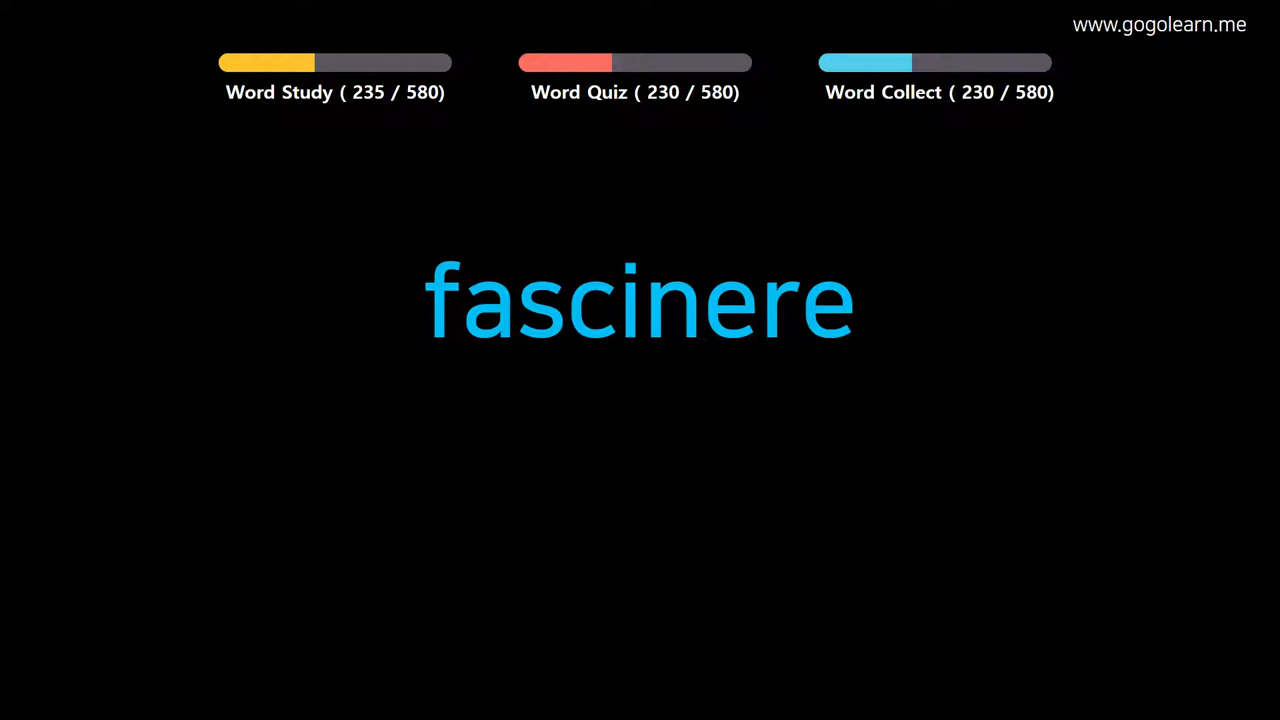 www.gogolearn.me
Word Study ( 235 / 580)
Word Quiz ( 230 / 580)
Word Collect ( 230 / 580)
fascinere